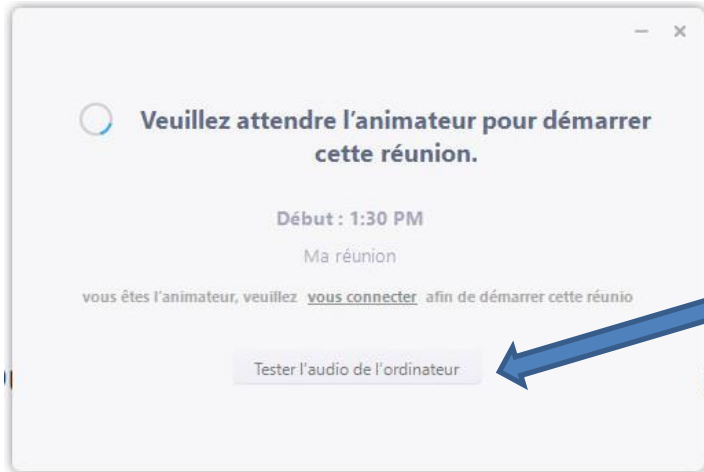 Veuillez attendre l'animateur pour démarrer
cette réunion.
Début : 1:30 PM
Ma réunion
vous êtes l'animateur, veuillez vous connecter afin de démarrer cette réunio
Tester l'audio de l'ordinateur